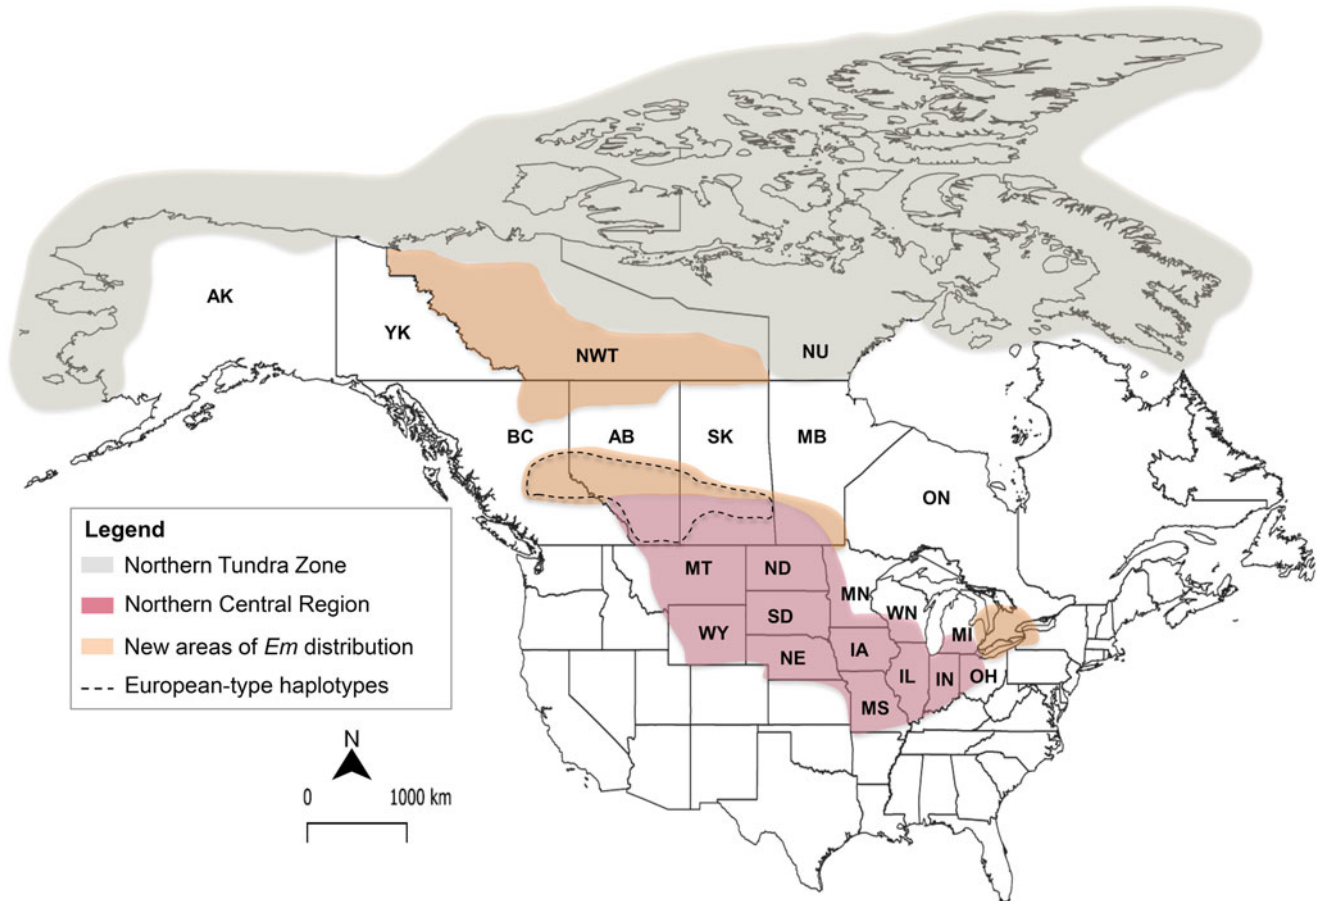 AK
YK
NWT
NU
BC
AB
SK
MB
ON
Legend
Northern Tundra Zone
Northern Central Region
New areas of Em distribution
European-type haplotypes
MT
ND
MN
WN
MI
SD
WY
NE
IA
IL
IN
OH
MS
N
0 1000 km